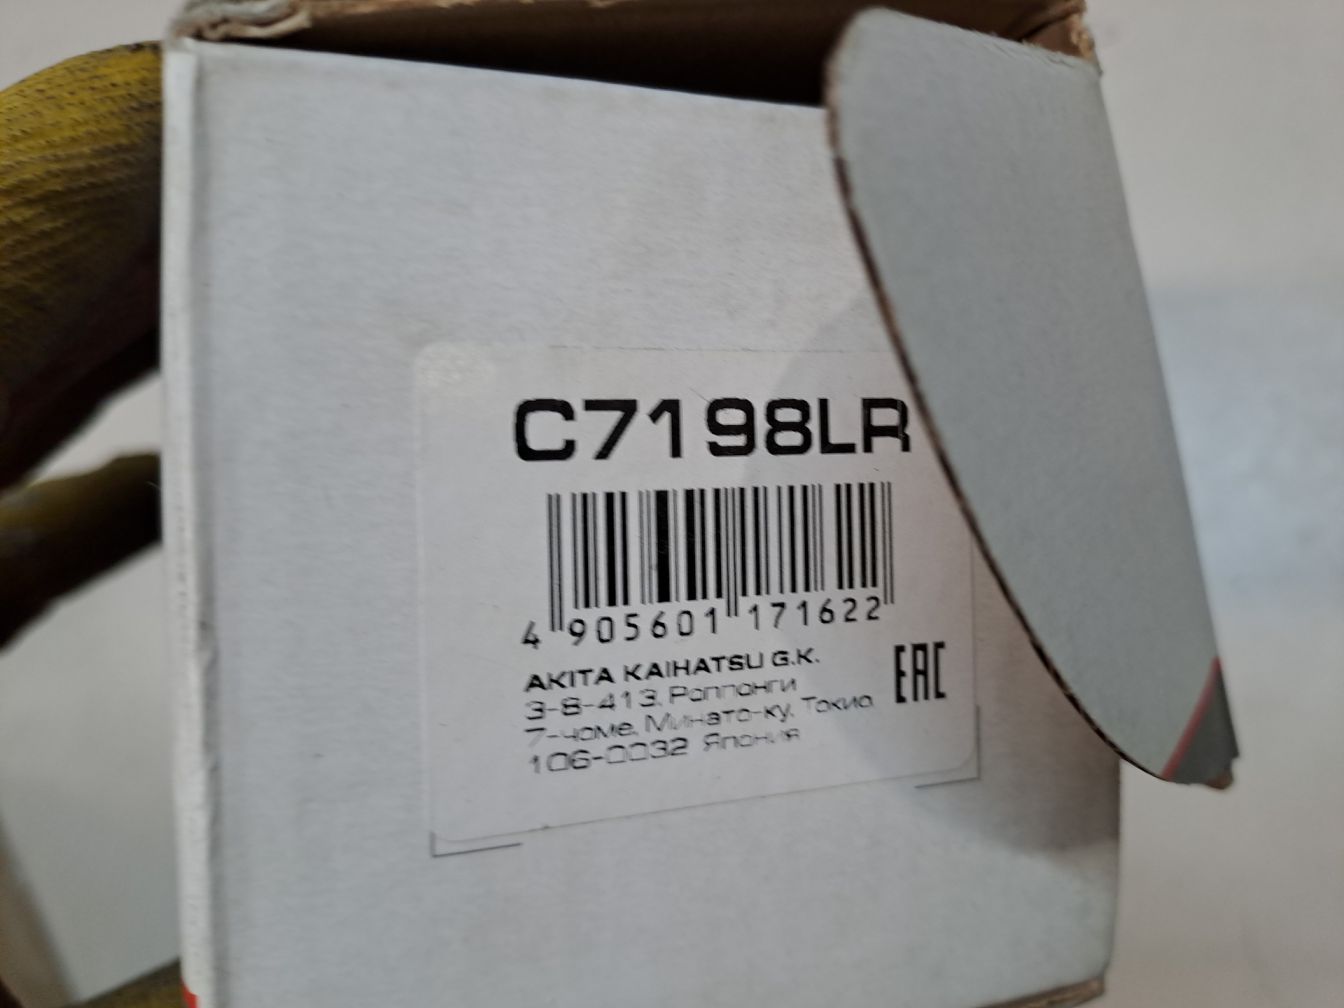 C7198LR
4 905601 171622
AKITA KAIHATSU G.K.
3-8-413, Роппонги
7-чоме, Минато-ку, Токио,
106-0032 Япония
EAC